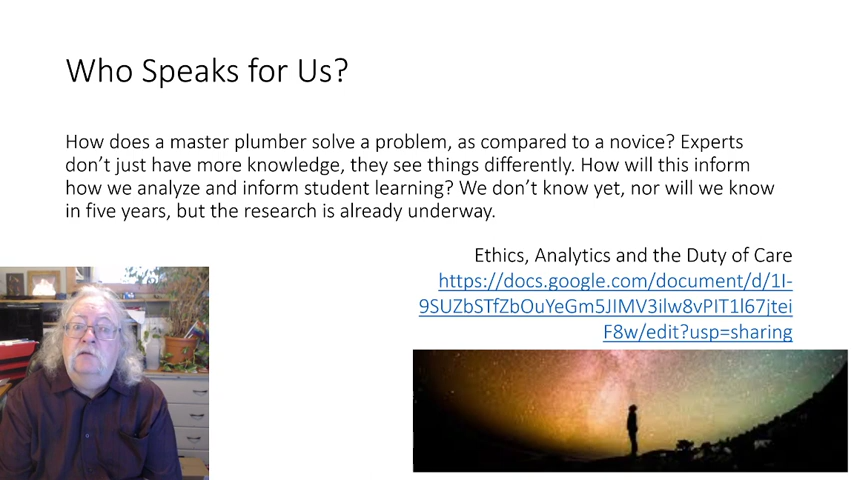 Who Speaks for Us?
How does a master plumber solve a problem, as compared to a novice? Experts
don't just have more knowledge, they see things differently. How will this inform
how we analyze and inform student learning? We don't know yet, nor will we know
in five years, but the research is already underway.
Ethics, Analytics and the Duty of Care
https://docs.google.com/document/d/1I-
9SUZbSTfZbOuYeGm5JIMV3ilw8vPIT1l67jtei
F8w/edit?usp=sharing